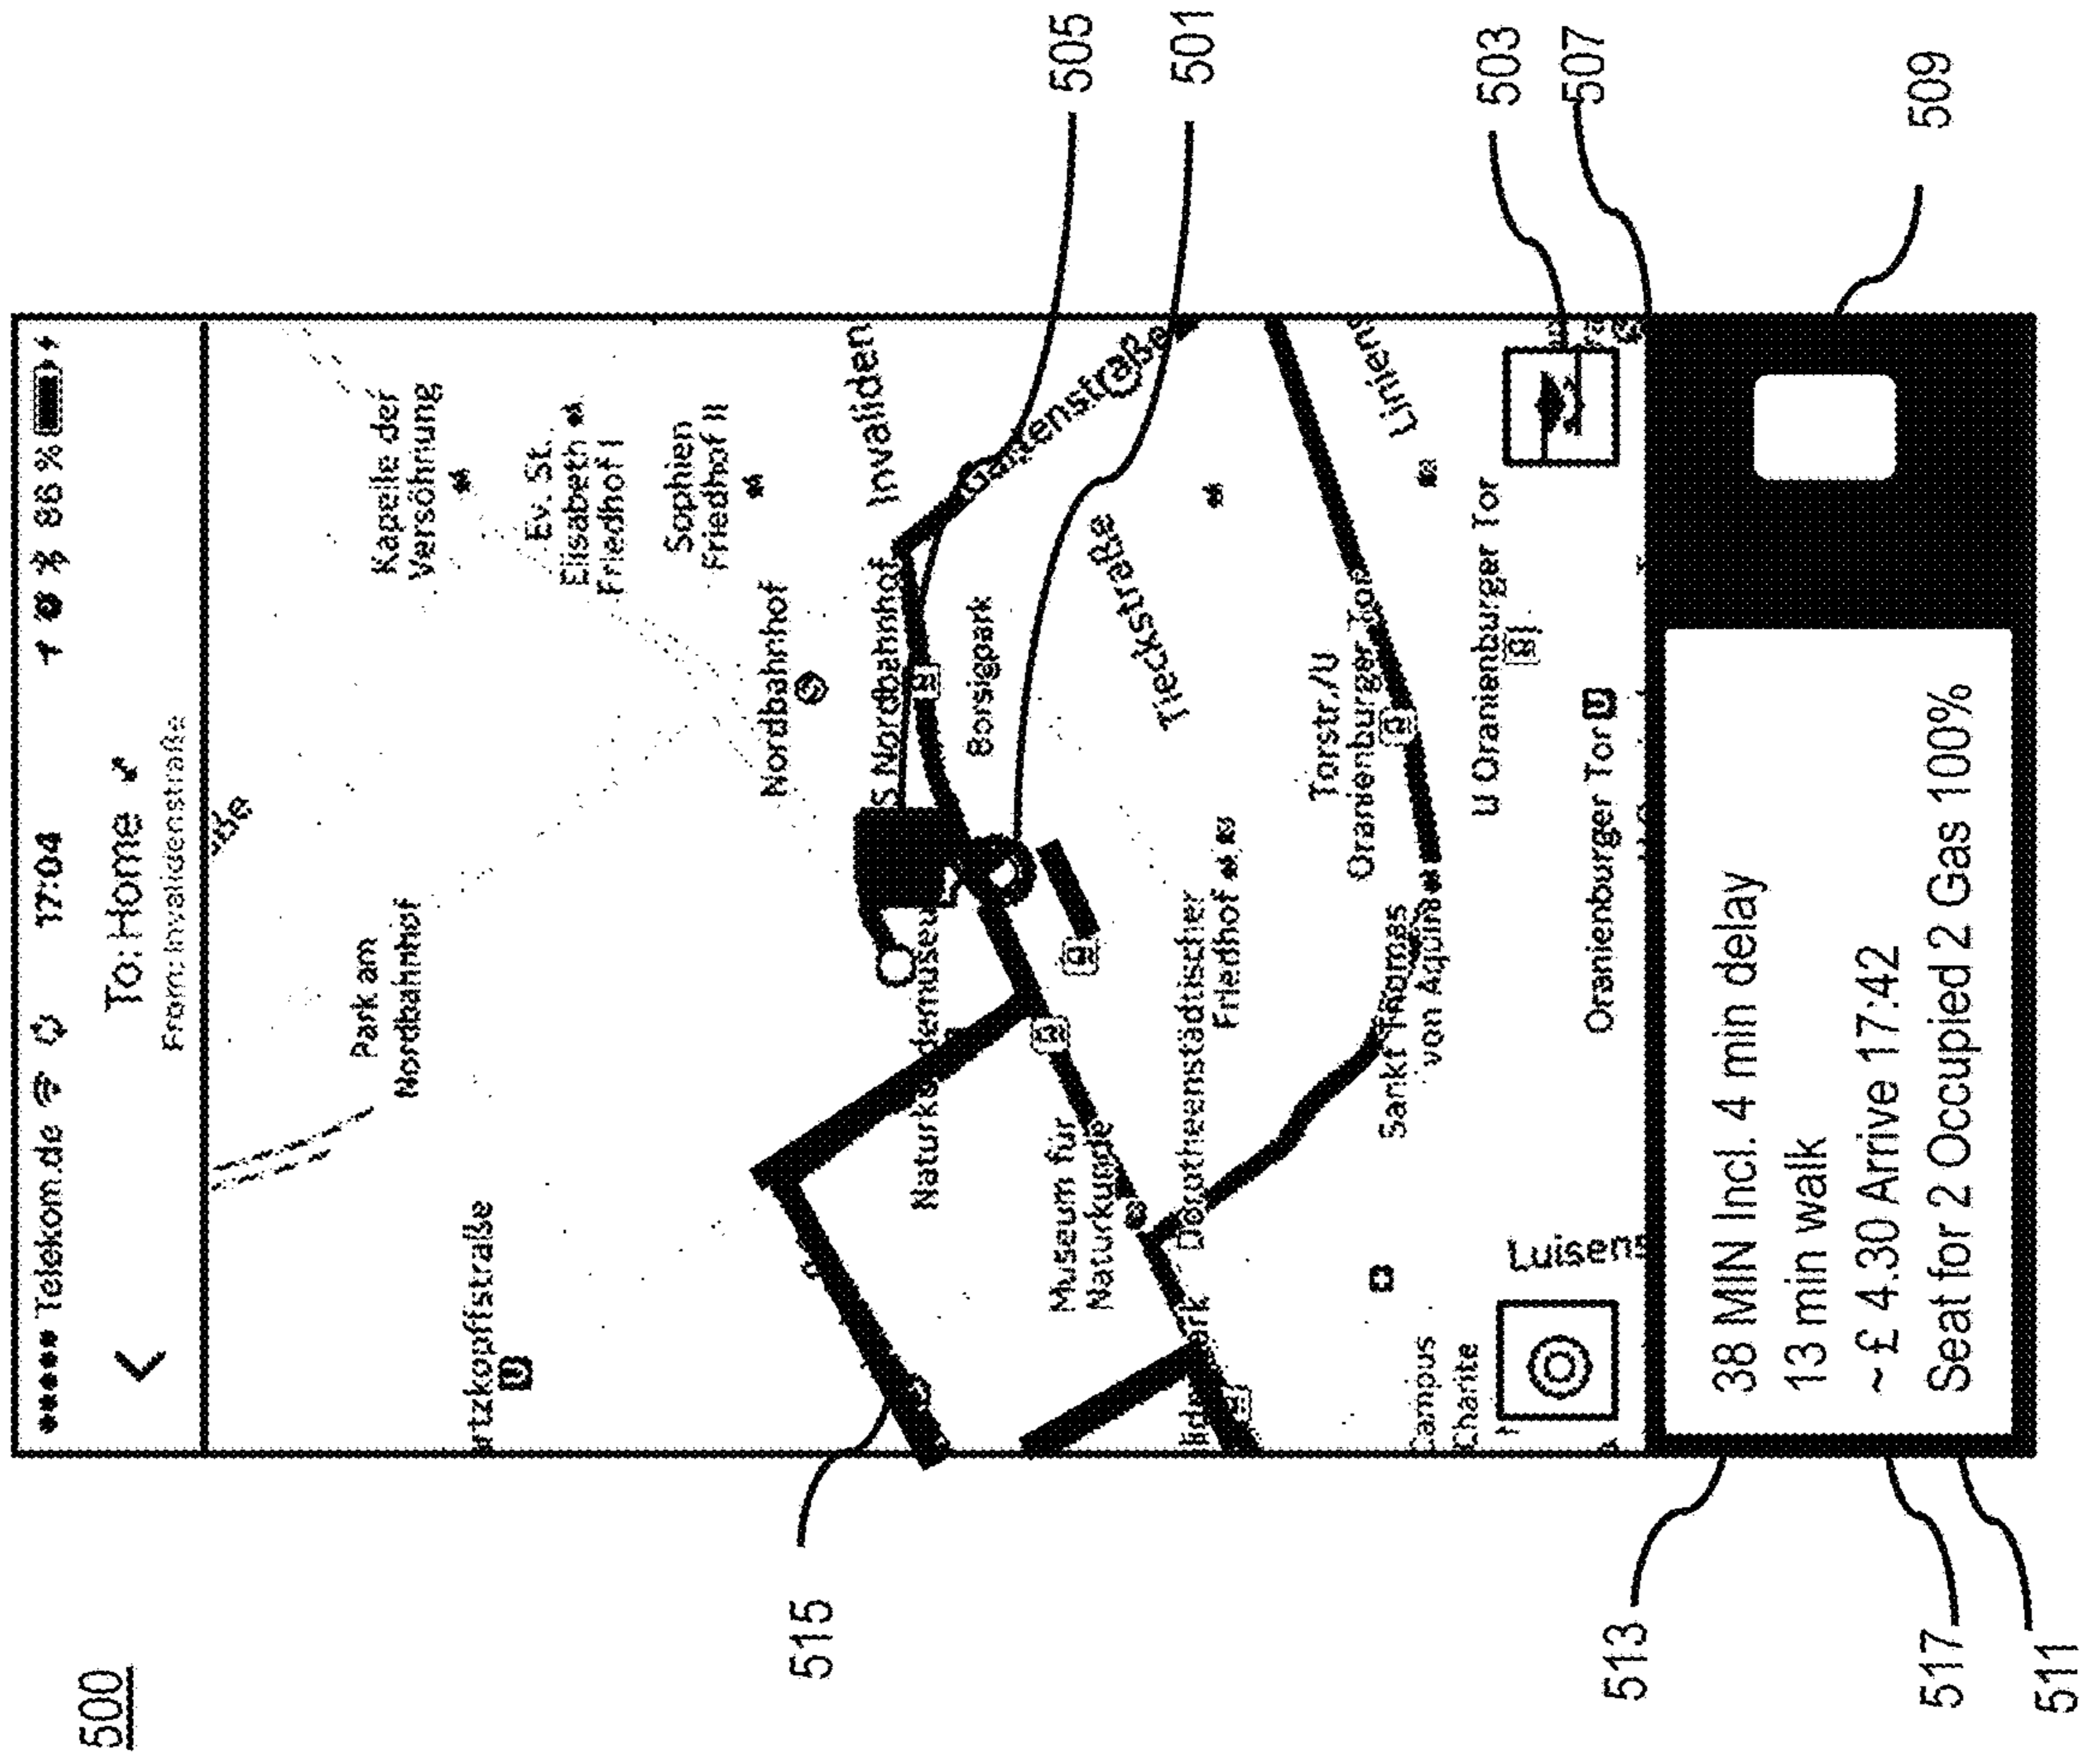 500
Telekom.de 17:04 86 %
To: Home
From: Invalidenstraße
Kapelle der
Versöhnung
Ev. St.
Elisabeth
Friedhof I
Sophien
Friedhof II
Park am
Nordbahnhof
Nordbahnhof
Invaliden
S Nordbahnhof
Gartenstraße
Borsigpark
Tieckstraße
Museum für
Naturkunde
Dorotheenstädtischer
Friedhof
Torstr./U
Oranienburger Tor
Liniens
Sankt Thomas
von Aquin
U Oranienburger Tor
Oranienburger Tor U
Luisens
Campus
Charite
38 MIN Incl. 4 min delay
13 min walk
~ £ 4.30 Arrive 17:42
Seat for 2 Occupied 2 Gas 100%
505
501
503
507
509
515
513
517
511